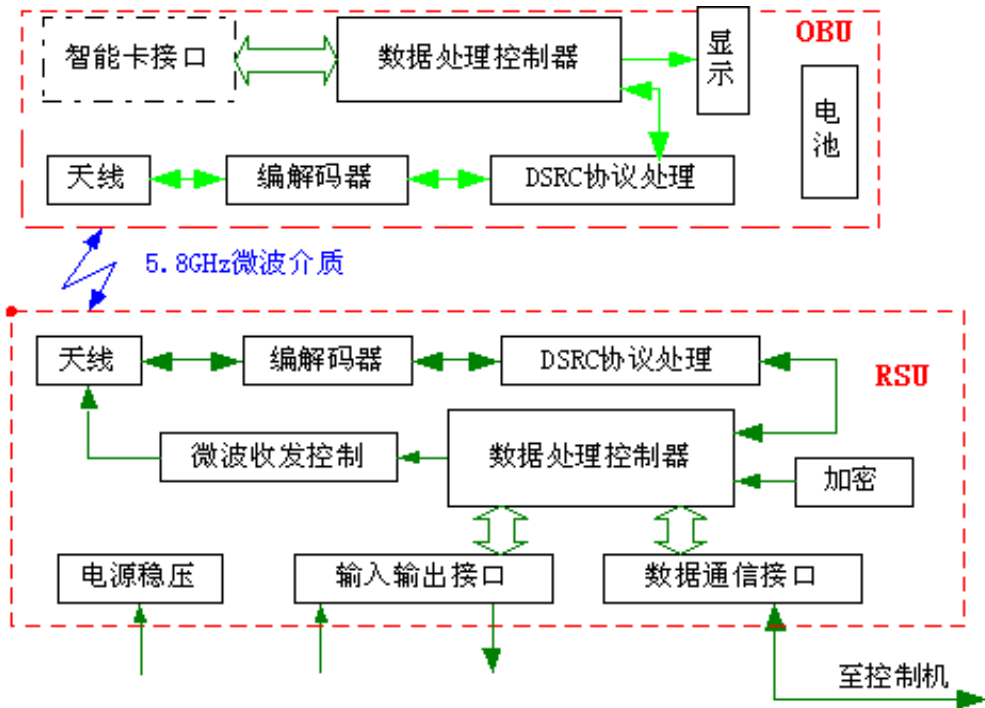 智能卡接口
数据处理控制器
显示
OBU
电池
天线
编解码器
DSRC协议处理
5.8GHz微波介质
天线
编解码器
DSRC协议处理
RSU
微波收发控制
数据处理控制器
加密
电源稳压
输入输出接口
数据通信接口
至控制机